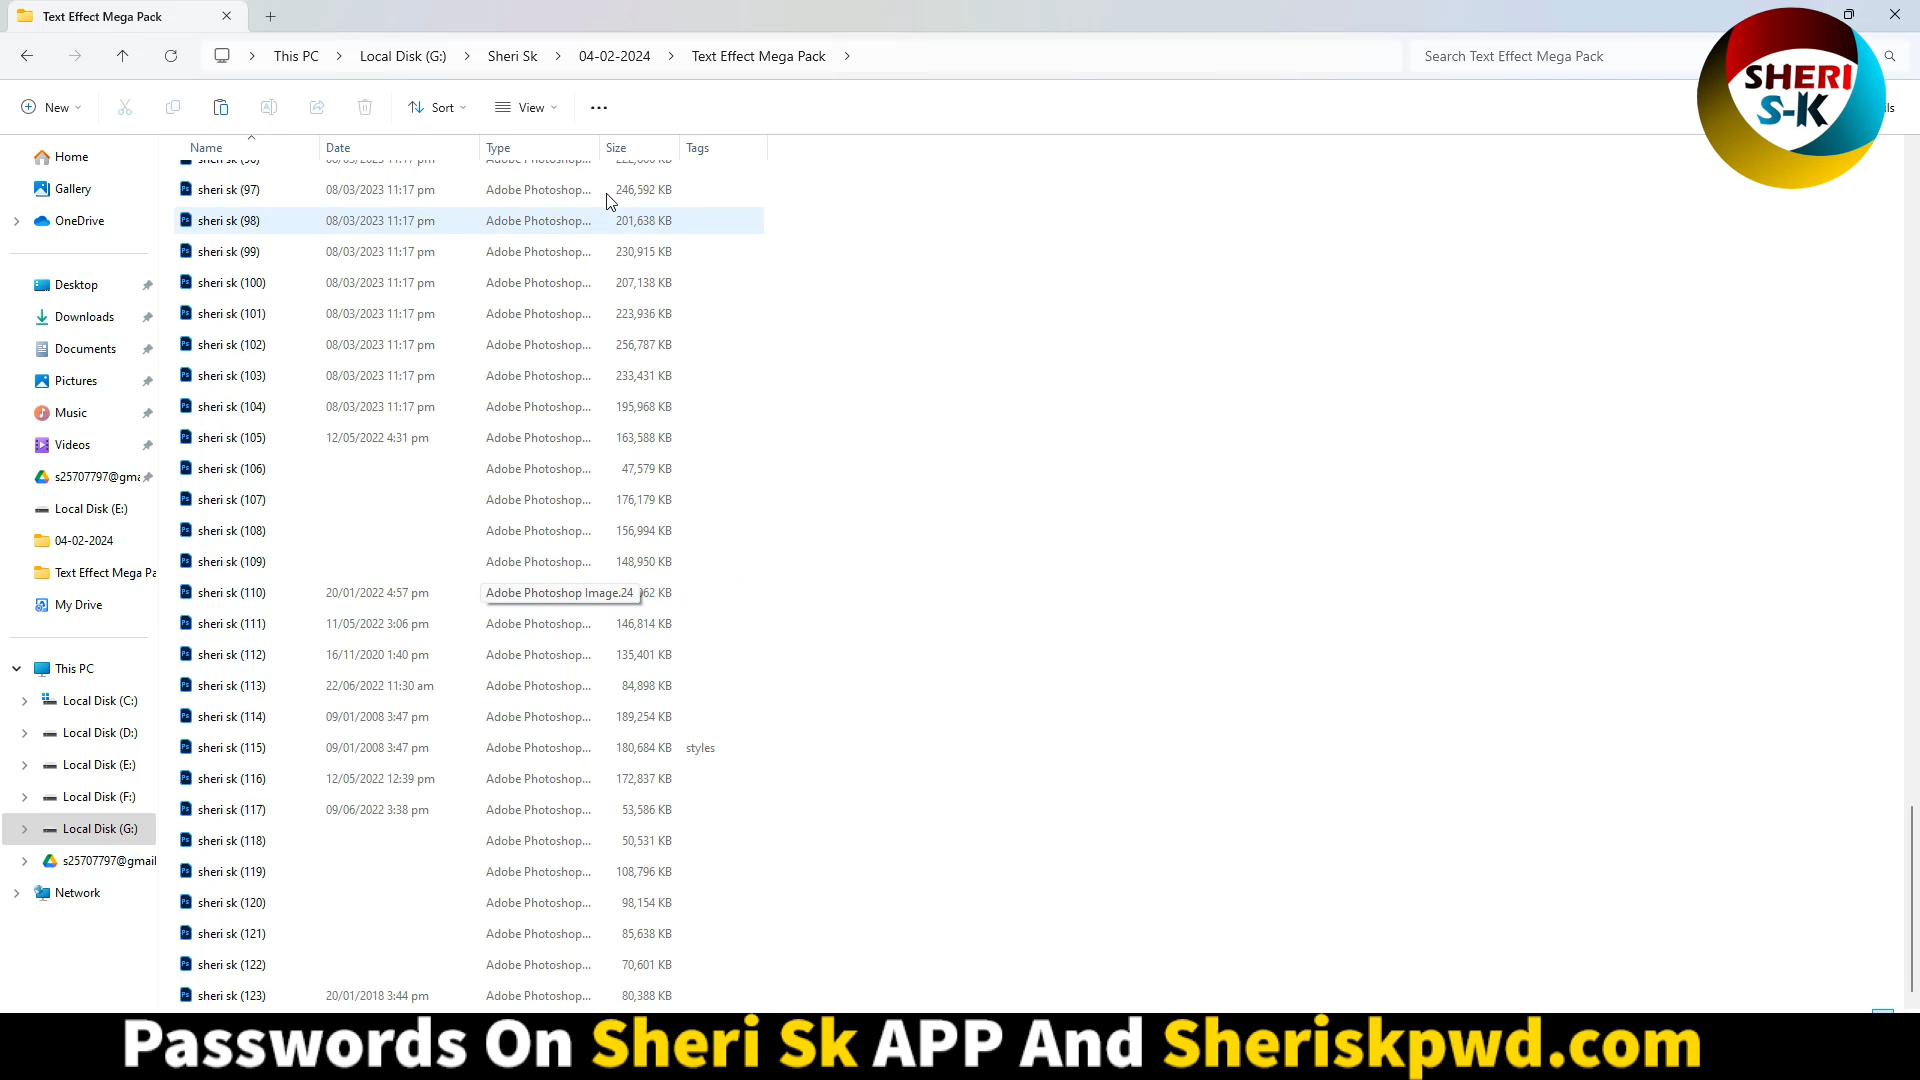 Text Effect Mega Pack
This PC > Local Disk (G:) > Sheri Sk > 04-02-2024 > Text Effect Mega Pack >
Search Text Effect Mega Pack
New
Sort
View
SHERI
S-K
Name Date Type Size Tags
sheri sk (97) 08/03/2023 11:17 pm Adobe Photoshop... 246,592 KB
sheri sk (98) 08/03/2023 11:17 pm Adobe Photoshop... 201,638 KB
sheri sk (99) 08/03/2023 11:17 pm Adobe Photoshop... 230,915 KB
sheri sk (100) 08/03/2023 11:17 pm Adobe Photoshop... 207,138 KB
sheri sk (101) 08/03/2023 11:17 pm Adobe Photoshop... 223,936 KB
sheri sk (102) 08/03/2023 11:17 pm Adobe Photoshop... 256,787 KB
sheri sk (103) 08/03/2023 11:17 pm Adobe Photoshop... 233,431 KB
sheri sk (104) 08/03/2023 11:17 pm Adobe Photoshop... 195,968 KB
sheri sk (105) 12/05/2022 4:31 pm Adobe Photoshop... 163,588 KB
sheri sk (106) Adobe Photoshop... 47,579 KB
sheri sk (107) Adobe Photoshop... 176,179 KB
sheri sk (108) Adobe Photoshop... 156,994 KB
sheri sk (109) Adobe Photoshop... 148,950 KB
sheri sk (110) 20/01/2022 4:57 pm Adobe Photoshop Image.24 62 KB
sheri sk (111) 11/05/2022 3:06 pm Adobe Photoshop... 146,814 KB
sheri sk (112) 16/11/2020 1:40 pm Adobe Photoshop... 135,401 KB
sheri sk (113) 22/06/2022 11:30 am Adobe Photoshop... 84,898 KB
sheri sk (114) 09/01/2008 3:47 pm Adobe Photoshop... 189,254 KB
sheri sk (115) 09/01/2008 3:47 pm Adobe Photoshop... 180,684 KB styles
sheri sk (116) 12/05/2022 12:39 pm Adobe Photoshop... 172,837 KB
sheri sk (117) 09/06/2022 3:38 pm Adobe Photoshop... 53,586 KB
sheri sk (118) Adobe Photoshop... 50,531 KB
sheri sk (119) Adobe Photoshop... 108,796 KB
sheri sk (120) Adobe Photoshop... 98,154 KB
sheri sk (121) Adobe Photoshop... 85,638 KB
sheri sk (122) Adobe Photoshop... 70,601 KB
sheri sk (123) 20/01/2018 3:44 pm Adobe Photoshop... 80,388 KB
Home
Gallery
OneDrive
Desktop
Downloads
Documents
Pictures
Music
Videos
s25707797@gma
Local Disk (E:)
04-02-2024
Text Effect Mega Pa
My Drive
This PC
Local Disk (C:)
Local Disk (D:)
Local Disk (E:)
Local Disk (F:)
Local Disk (G:)
s25707797@gmail
Network
Passwords On Sheri Sk APP And Sheriskpwd.com